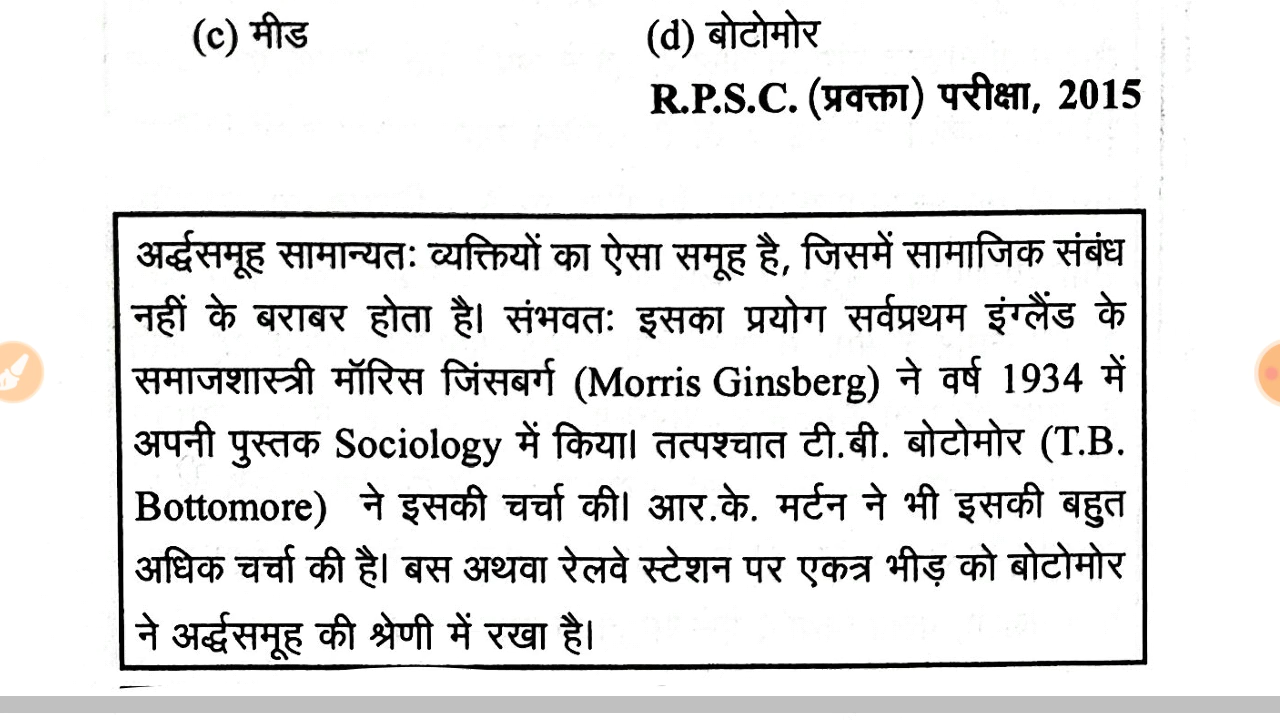 (c) मीड (d) बोटोमोर
R.P.S.C. (प्रवक्ता) परीक्षा, 2015
अर्द्धसमूह सामान्यतः व्यक्तियों का ऐसा समूह है, जिसमें सामाजिक संबंध
नहीं के बराबर होता है। संभवतः इसका प्रयोग सर्वप्रथम इंग्लैंड के
समाजशास्त्री मॉरिस जिंसबर्ग (Morris Ginsberg) ने वर्ष 1934 में
अपनी पुस्तक Sociology में किया। तत्पश्चात टी.बी. बोटोमोर (T.B.
Bottomore) ने इसकी चर्चा की। आर.के. मर्टन ने भी इसकी बहुत
अधिक चर्चा की है। बस अथवा रेलवे स्टेशन पर एकत्र भीड़ को बोटोमोर
ने अर्द्धसमूह की श्रेणी में रखा है।